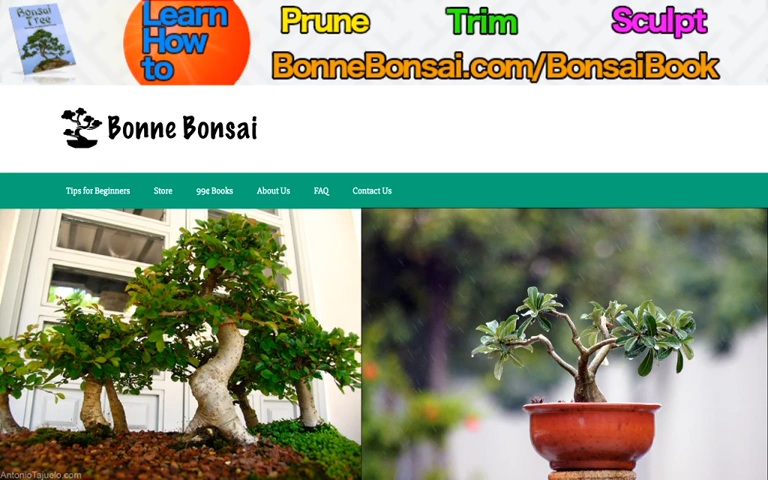 Bonsai
Tree
Learn
How
to
Prune Trim Sculpt
BonneBonsai.com/BonsaiBook
Bonne Bonsai
Tips for Beginners Store 99¢ Books About Us FAQ Contact Us
AntonioTajuelo.com